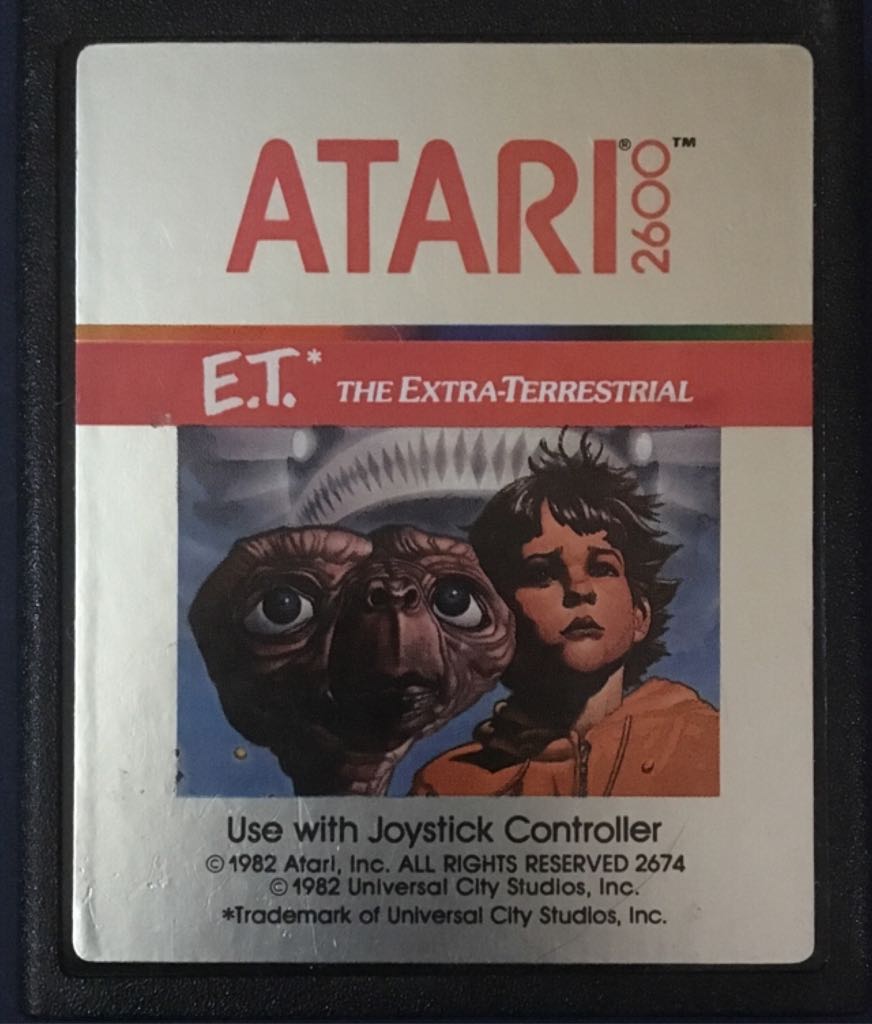 ATARI® 2600™
E.T.* THE EXTRA-TERRESTRIAL
Use with Joystick Controller
© 1982 Atari, Inc. ALL RIGHTS RESERVED 2674
© 1982 Universal City Studios, Inc.
*Trademark of Universal City Studios, Inc.